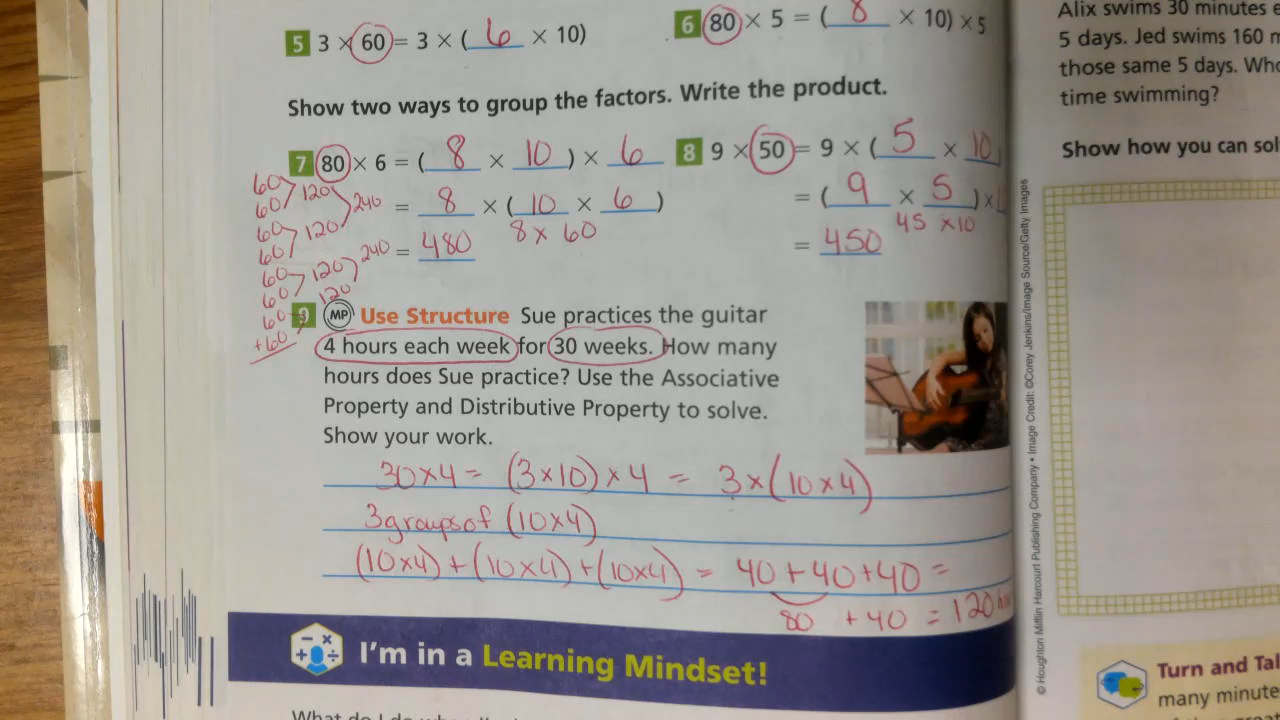 5 3 × 60 = 3 × ( 6 × 10)
6 80 × 5 = ( 8 × 10) × 5
Show two ways to group the factors. Write the product.
7 80 × 6 = ( 8 × 10 ) × 6
= 8 × ( 10 × 6 )
8 × 60
= 480
60
60
60
60
60
60
60
+60
120
120
120
120
240
240
8 9 × 50 = 9 × ( 5 × 10
= ( 9 × 5 ) ×
45 × 10
= 450
9 MP Use Structure Sue practices the guitar
4 hours each week for 30 weeks. How many
hours does Sue practice? Use the Associative
Property and Distributive Property to solve.
Show your work.
30 × 4 = (3 × 10) × 4 = 3 × (10 × 4)
3 groups of (10 × 4)
(10 × 4) + (10 × 4) + (10 × 4) = 40 + 40 + 40 =
80 + 40 = 120
I'm in a Learning Mindset!
© Houghton Mifflin Harcourt Publishing Company • Image Credit: ©Corey Jenkins/Image Source/Getty Images
Alix swims 30 minutes
5 days. Jed swims 160
those same 5 days.
time swimming?
Show how you can
Turn and
many